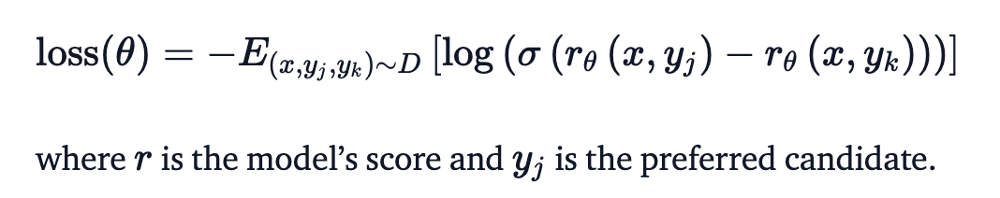 loss(θ) = −E_{(x,y_j,y_k)∼D} [log (σ (r_θ (x, y_j) − r_θ (x, y_k)))]
where r is the model’s score and y_j is the preferred candidate.